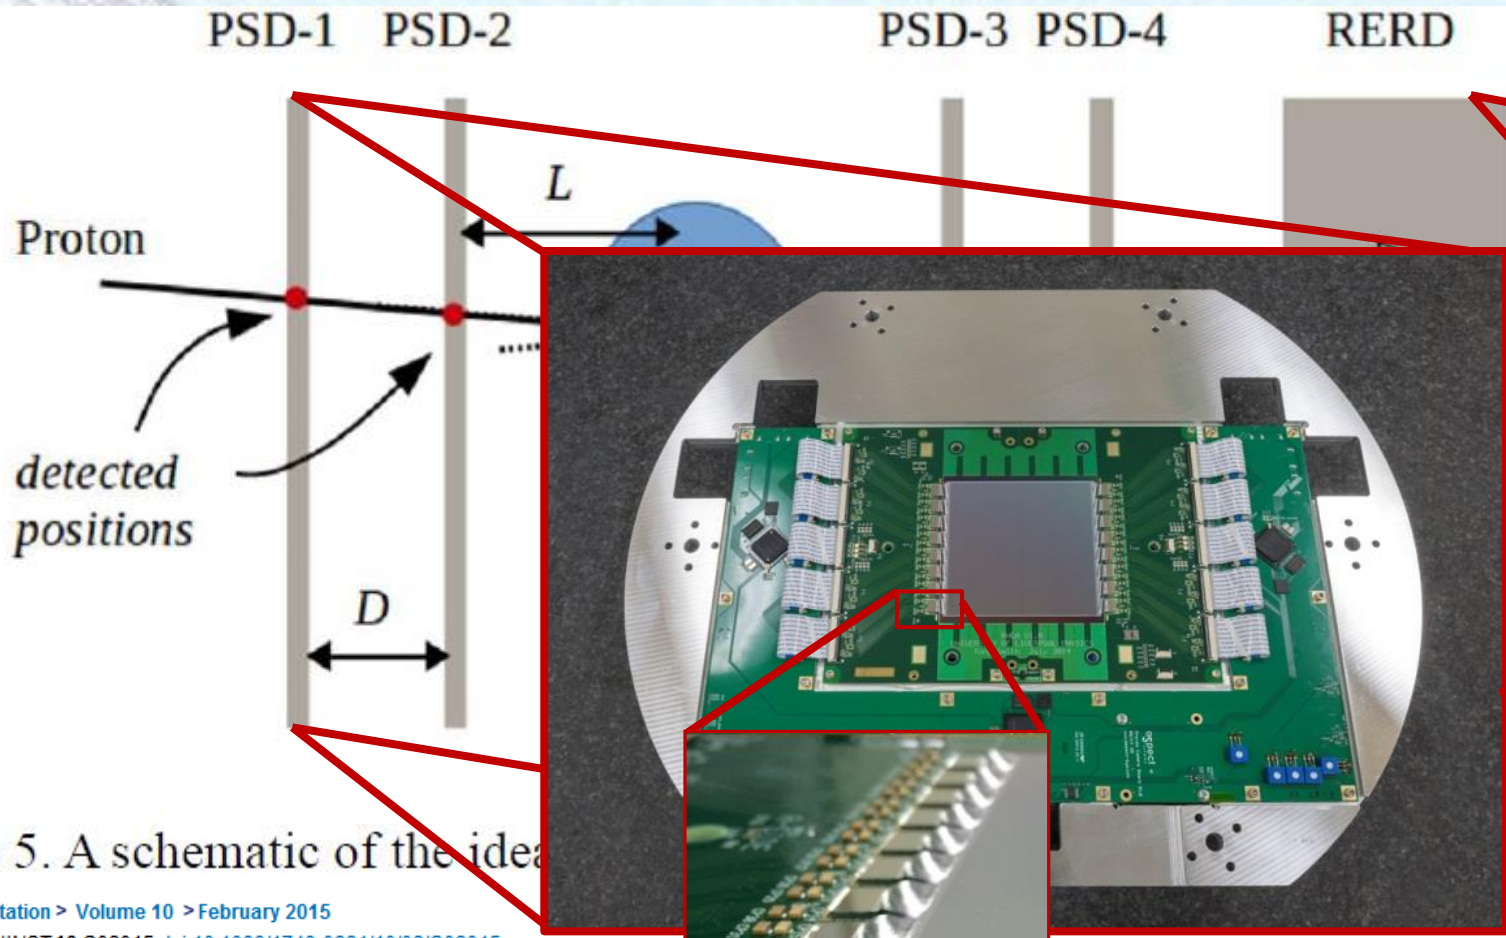 PSD-1 PSD-2 PSD-3 PSD-4 RERD
L
Proton
detected
positions
D
5. A schematic of the idea
tation > Volume 10 > February 2015
aspect